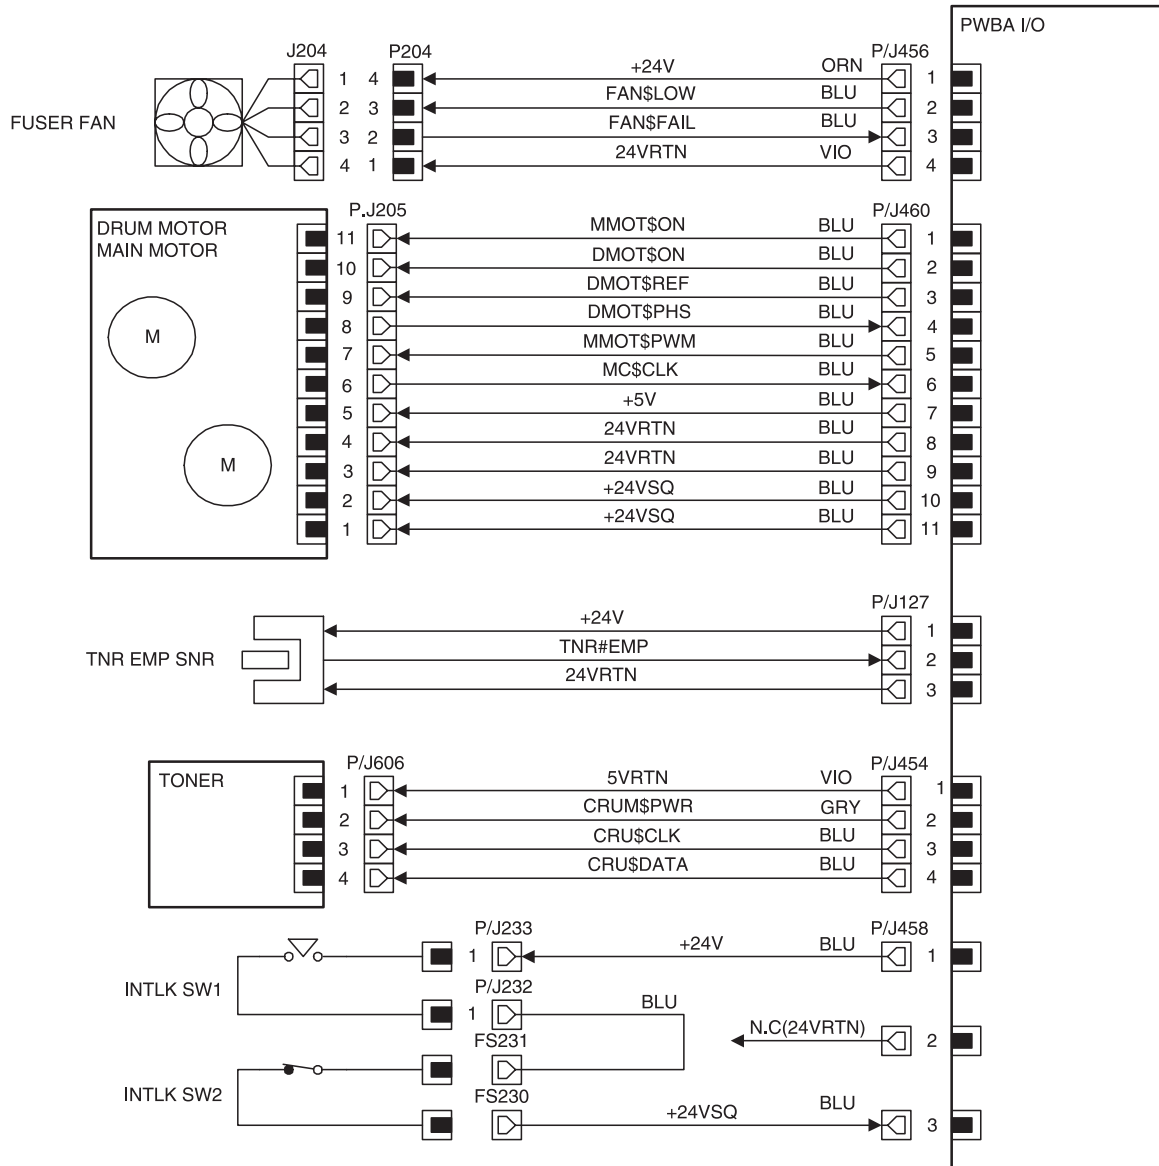 PWBA I/O
J204 P204 P/J456
FUSER FAN
1 4 +24V ORN 1
2 3 FAN$LOW BLU 2
3 2 FAN$FAIL BLU 3
4 1 24VRTN VIO 4
DRUM MOTOR
MAIN MOTOR
M
M
P.J205 P/J460
11 MMOT$ON BLU 1
10 DMOT$ON BLU 2
9 DMOT$REF BLU 3
8 DMOT$PHS BLU 4
7 MMOT$PWM BLU 5
6 MC$CLK BLU 6
5 +5V BLU 7
4 24VRTN BLU 8
3 24VRTN BLU 9
2 +24VSQ BLU 10
1 +24VSQ BLU 11
P/J127
TNR EMP SNR
+24V 1
TNR#EMP 2
24VRTN 3
TONER
P/J606 P/J454
1 5VRTN VIO 1
2 CRUM$PWR GRY 2
3 CRU$CLK BLU 3
4 CRU$DATA BLU 4
P/J233 P/J458
1 +24V BLU 1
INTLK SW1
P/J232
1 BLU
N.C(24VRTN) 2
FS231
INTLK SW2
FS230
+24VSQ BLU 3